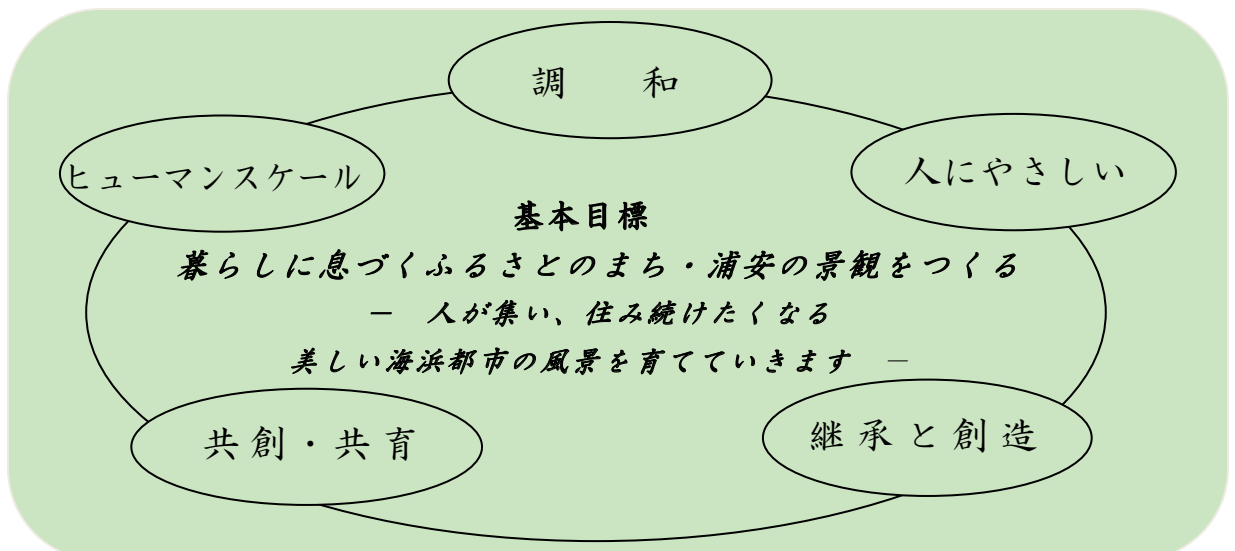 調　和
ヒューマンスケール
人にやさしい
基本目標
暮らしに息づくふるさとのまち・浦安の景観をつくる
－　人が集い、住み続けたくなる
美しい海浜都市の風景を育てていきます　－
共創・共育
継承と創造